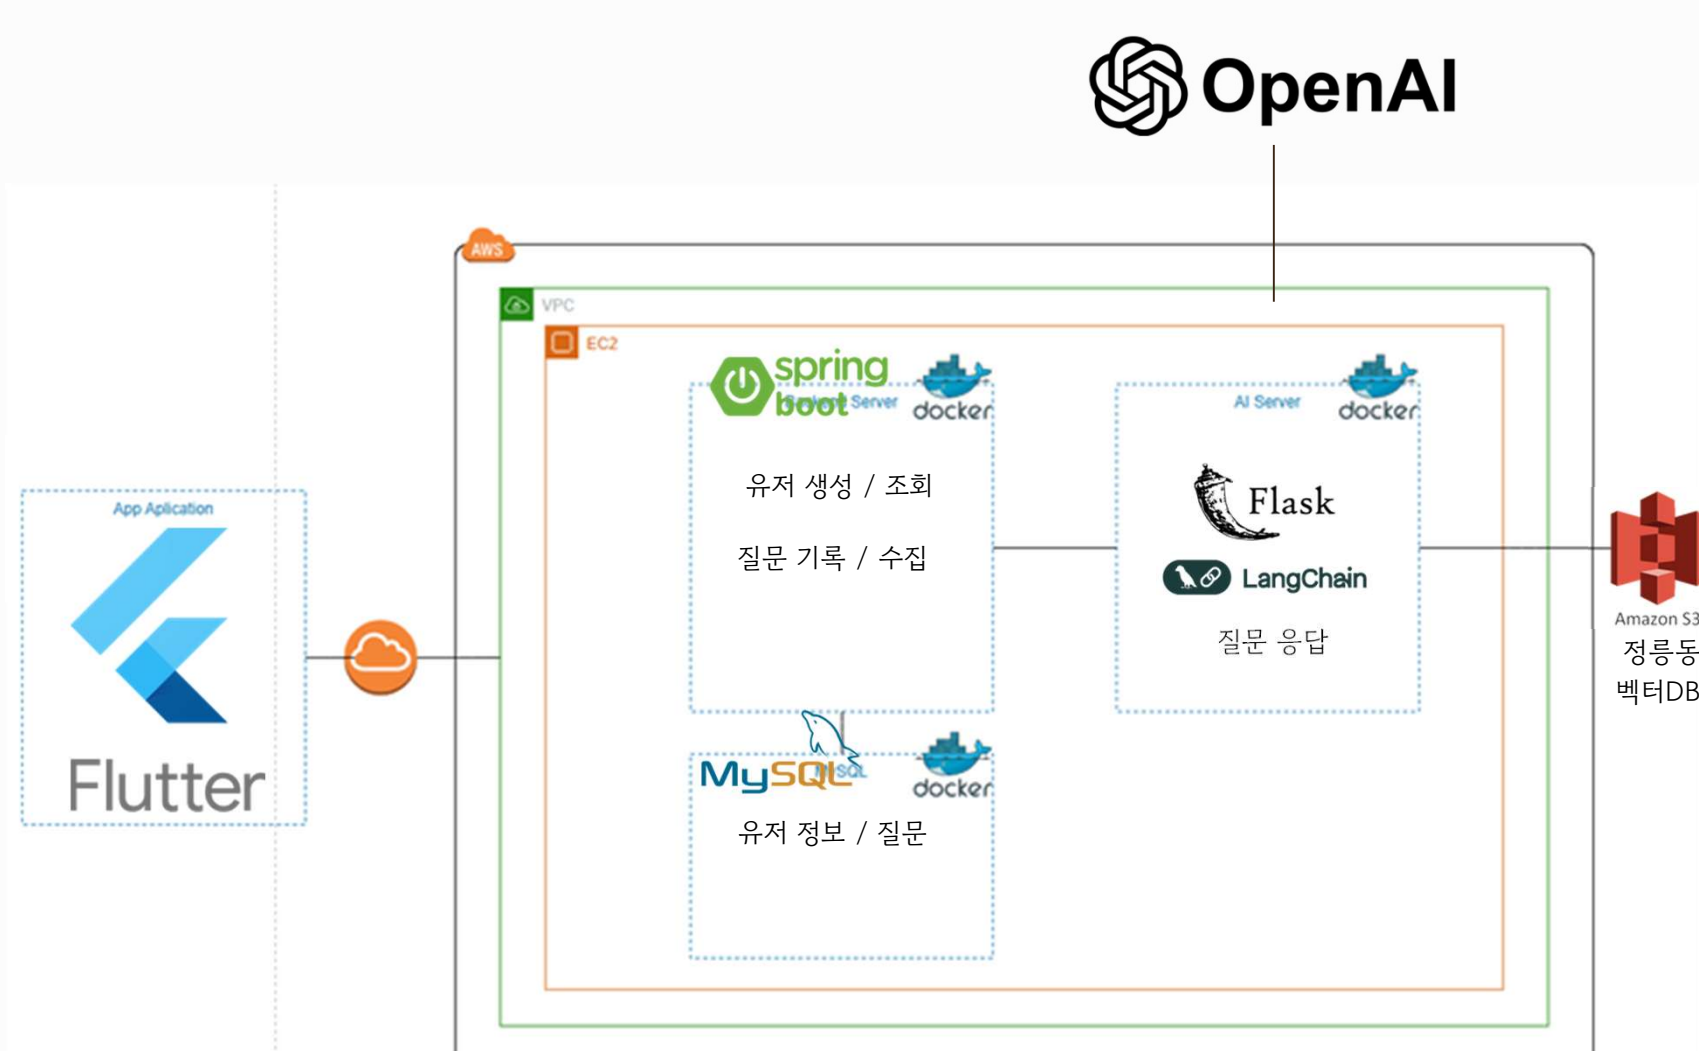 OpenAI
AWS
VPC
EC2
spring
boot
Backend Server
docker
AI Server
docker
유저 생성 / 조회
질문 기록 / 수집
Flask
LangChain
질문 응답
App Aplication
Flutter
Amazon S3
정릉동
벡터DB
MySQL
MySQL
docker
유저 정보 / 질문